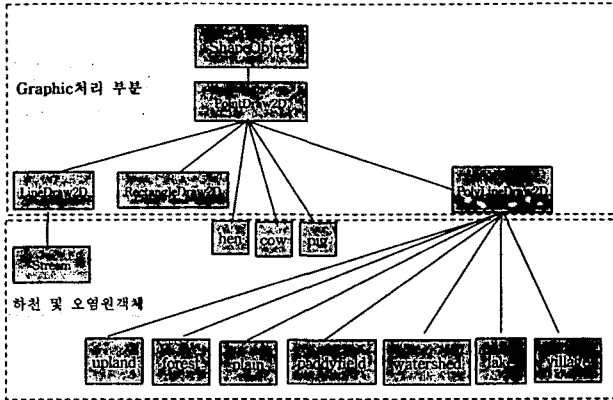 ShapeObject
Graphic처리 부분
PointDraw2D
LineDraw2D
RectangleDraw2D
PolyLineDraw2D
hen
cow
pig
Stream
하천 및 오염원객체
upland
forest
plain
paddyfield
watershed
lake
village